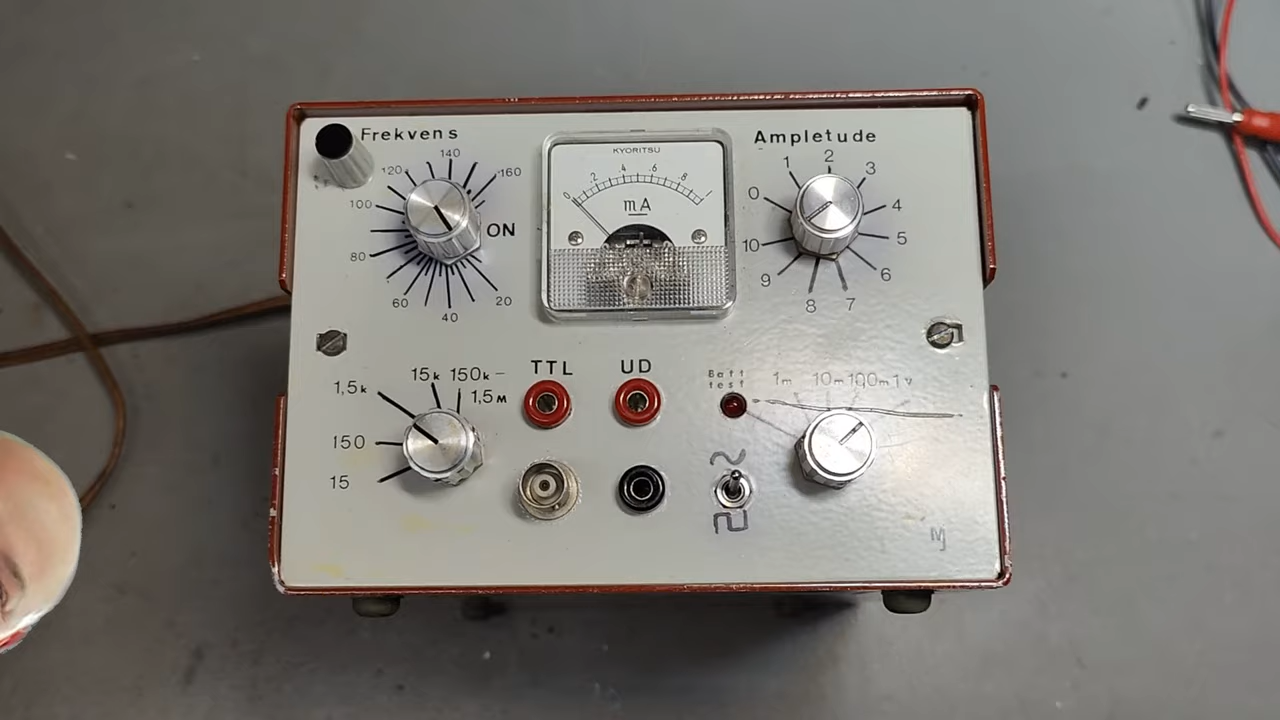 Frekvens
140
120
160
100
ON
80
60
20
40
KYORITSU
0 .2 .4 .6 .8 1
mA
Ampletude
1 2 3
0
4
5
10
6
9
8 7
15k 150k–
1,5k
1,5M
150
15
TTL
UD
Batt
test
1m 10m 100m 1v
MJ